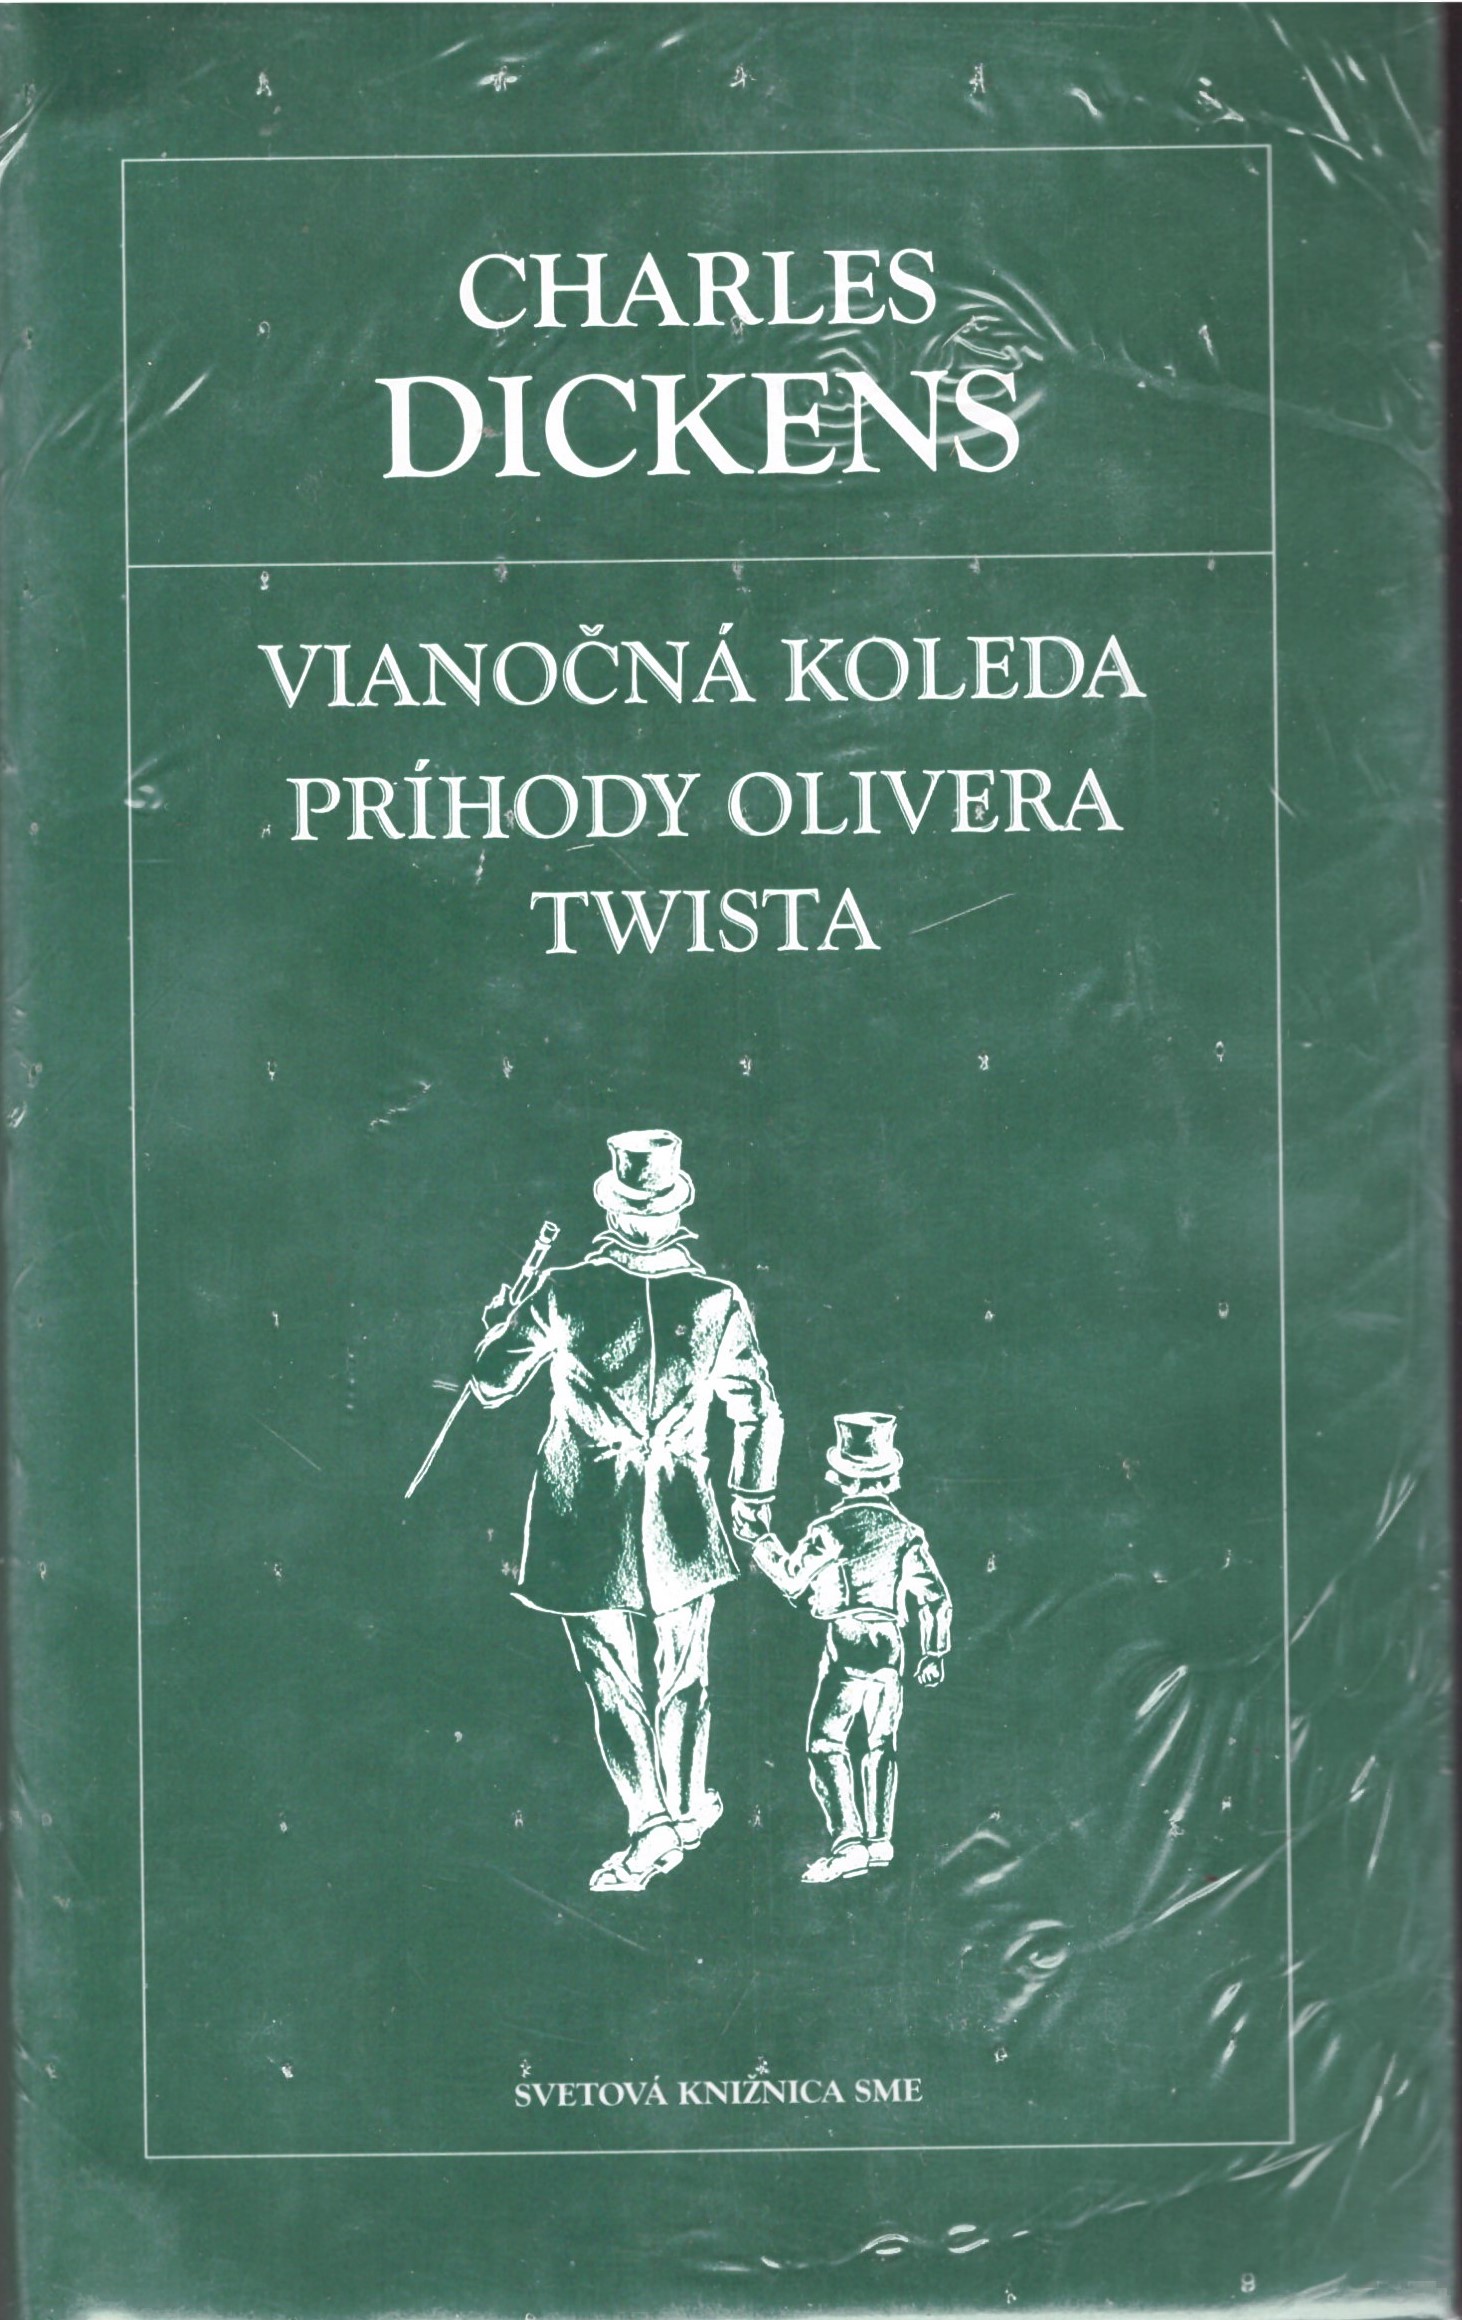 CHARLES
DICKENS
VIANOČNÁ KOLEDA
PRÍHODY OLIVERA
TWISTA
SVETOVÁ KNIŽNICA SME